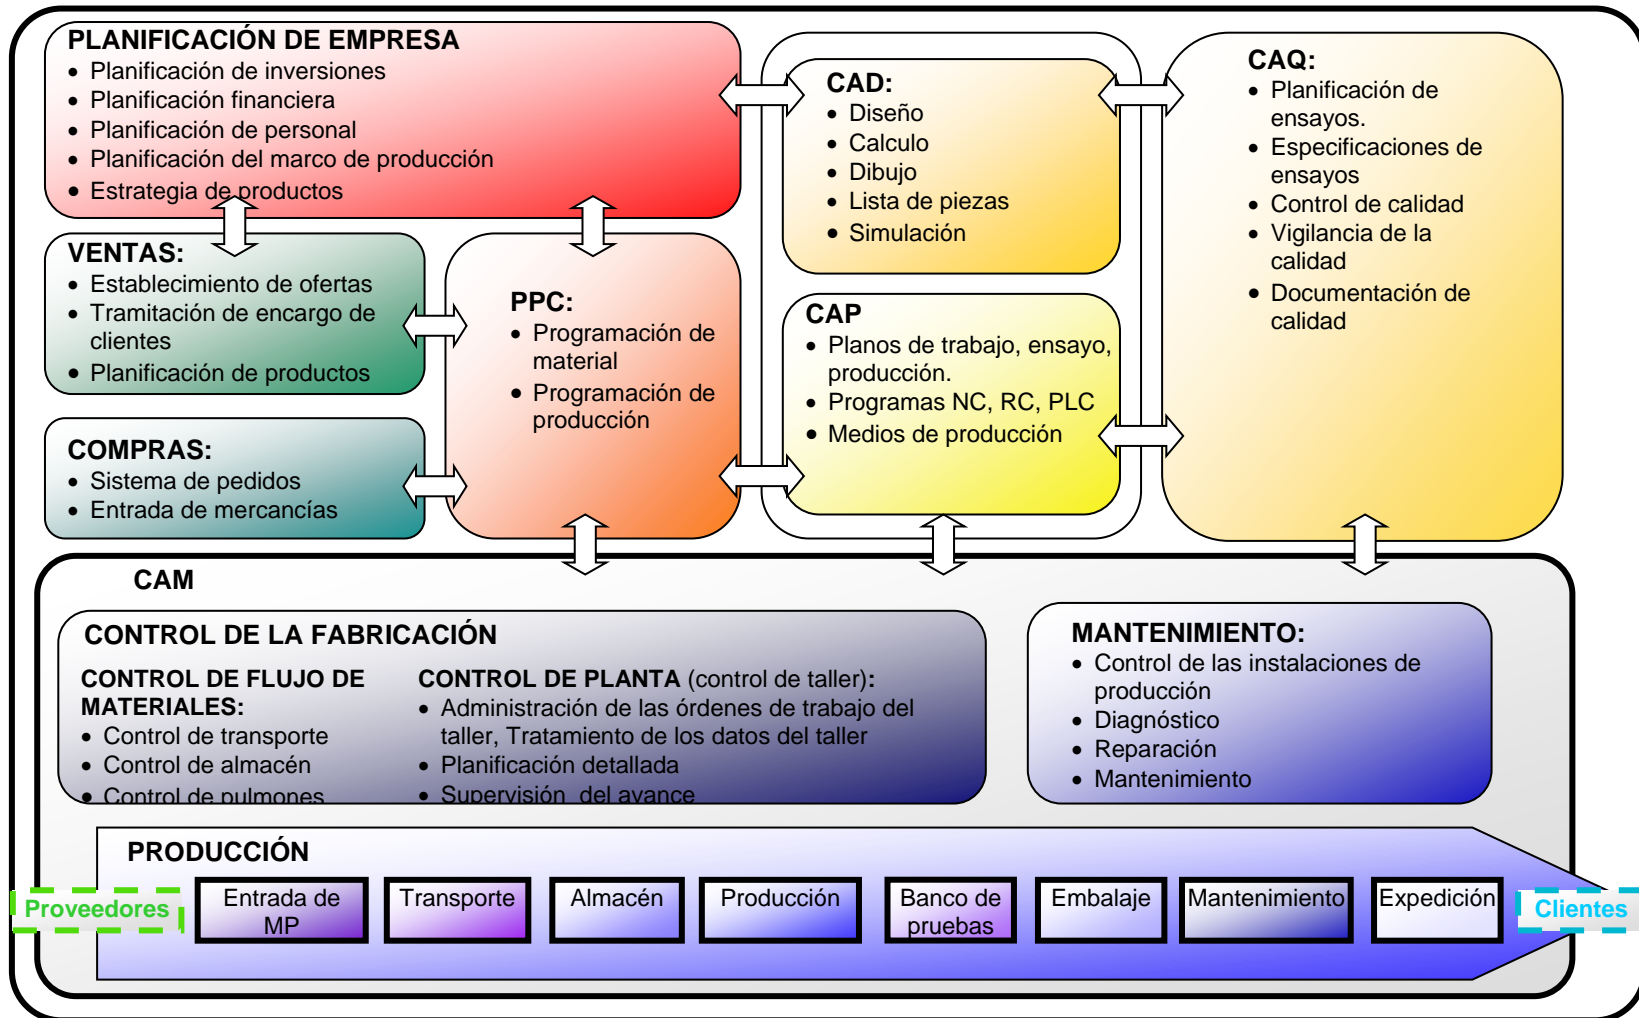 PLANIFICACIÓN DE EMPRESA
• Planificación de inversiones
• Planificación financiera
• Planificación de personal
• Planificación del marco de producción
• Estrategia de productos
VENTAS:
• Establecimiento de ofertas
• Tramitación de encargo de
clientes
• Planificación de productos
COMPRAS:
• Sistema de pedidos
• Entrada de mercancías
PPC:
• Programación de
material
• Programación de
producción
CAD:
• Diseño
• Calculo
• Dibujo
• Lista de piezas
• Simulación
CAP
• Planos de trabajo, ensayo,
producción.
• Programas NC, RC, PLC
• Medios de producción
CAQ:
• Planificación de
ensayos.
• Especificaciones de
ensayos
• Control de calidad
• Vigilancia de la
calidad
• Documentación de
calidad
CAM
CONTROL DE LA FABRICACIÓN
CONTROL DE FLUJO DE
MATERIALES:
• Control de transporte
• Control de almacén
• Control de pulmones
CONTROL DE PLANTA (control de taller):
• Administración de las órdenes de trabajo del
taller, Tratamiento de los datos del taller
• Planificación detallada
• Supervisión del avance
MANTENIMIENTO:
• Control de las instalaciones de
producción
• Diagnóstico
• Reparación
• Mantenimiento
PRODUCCIÓN
Proveedores
Entrada de
MP
Transporte
Almacén
Producción
Banco de
pruebas
Embalaje
Mantenimiento
Expedición
Clientes